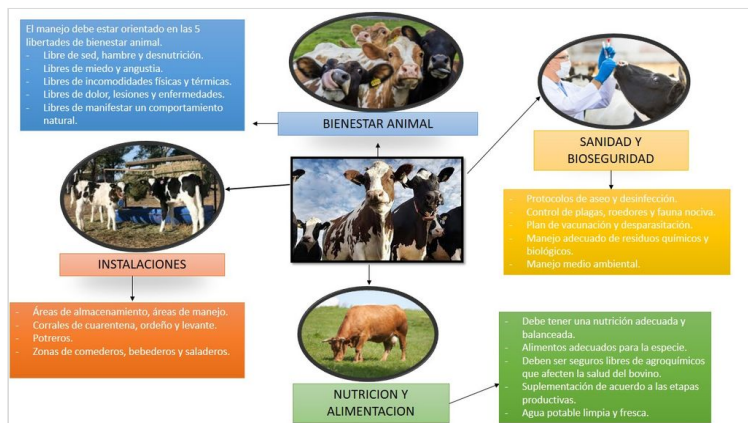 El manejo debe estar orientado en las 5
libertades de bienestar animal.
- Libre de sed, hambre y desnutrición.
- Libres de miedo y angustia.
- Libres de incomodidades físicas y térmicas.
- Libres de dolor, lesiones y enfermedades.
- Libres de manifestar un comportamiento
natural.
BIENESTAR ANIMAL
SANIDAD Y
BIOSEGURIDAD
- Protocolos de aseo y desinfección.
- Control de plagas, roedores y fauna nociva.
- Plan de vacunación y desparasitación.
- Manejo adecuado de residuos químicos y
biológicos.
- Manejo medio ambiental.
INSTALACIONES
- Áreas de almacenamiento, áreas de manejo.
- Corrales de cuarentena, ordeño y levante.
- Potreros.
- Zonas de comederos, bebederos y saladeros.
NUTRICION Y
ALIMENTACION
- Debe tener una nutrición adecuada y
balanceada.
- Alimentos adecuados para la especie.
- Deben ser seguros libres de agroquímicos
que afecten la salud del bovino.
- Suplementación de acuerdo a las etapas
productivas.
- Agua potable limpia y fresca.